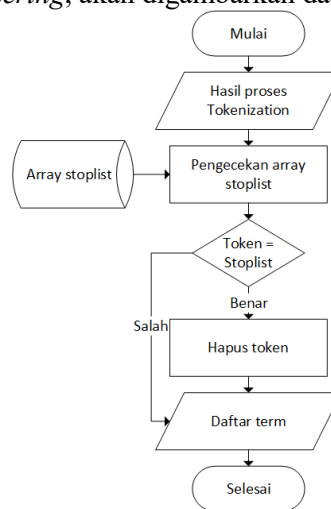 ering, akan digambarkan da
Mulai
Hasil proses
Tokenization
Array stoplist
Pengecekan array
stoplist
Token =
Stoplist
Benar
Salah
Hapus token
Daftar term
Selesai